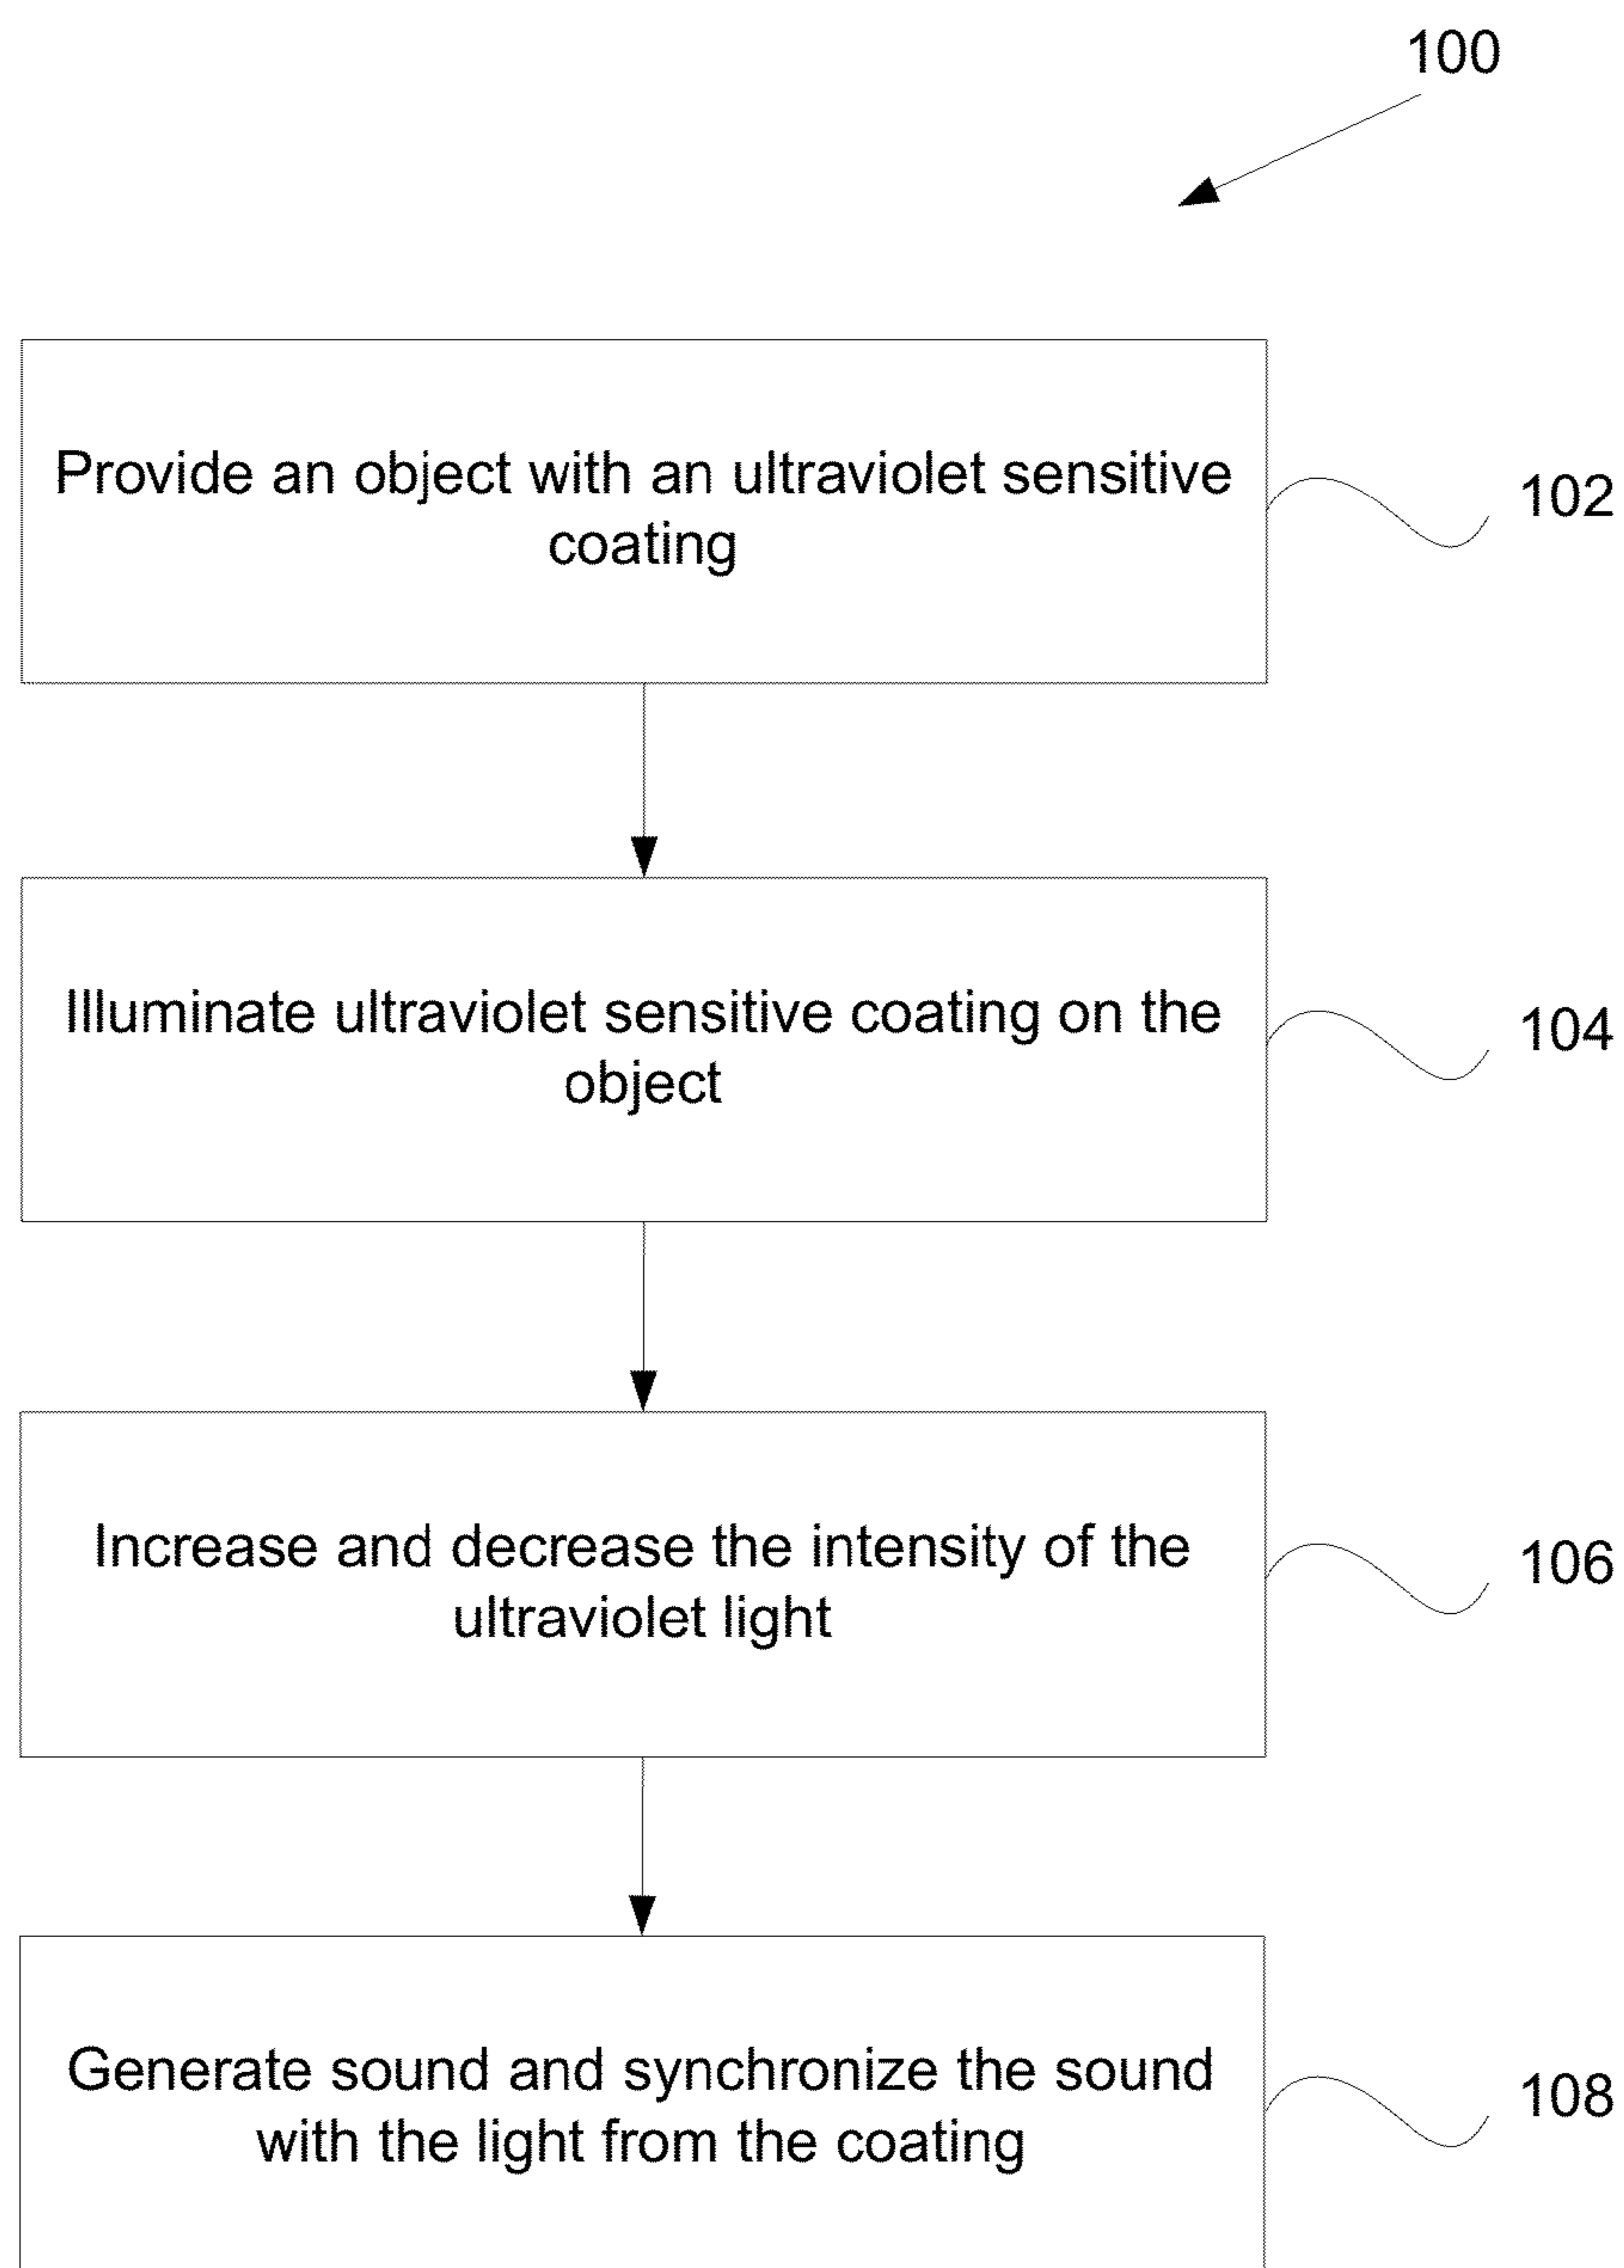 100
Provide an object with an ultraviolet sensitive
coating
102
Illuminate ultraviolet sensitive coating on the
object
104
Increase and decrease the intensity of the
ultraviolet light
106
Generate sound and synchronize the sound
with the light from the coating
108